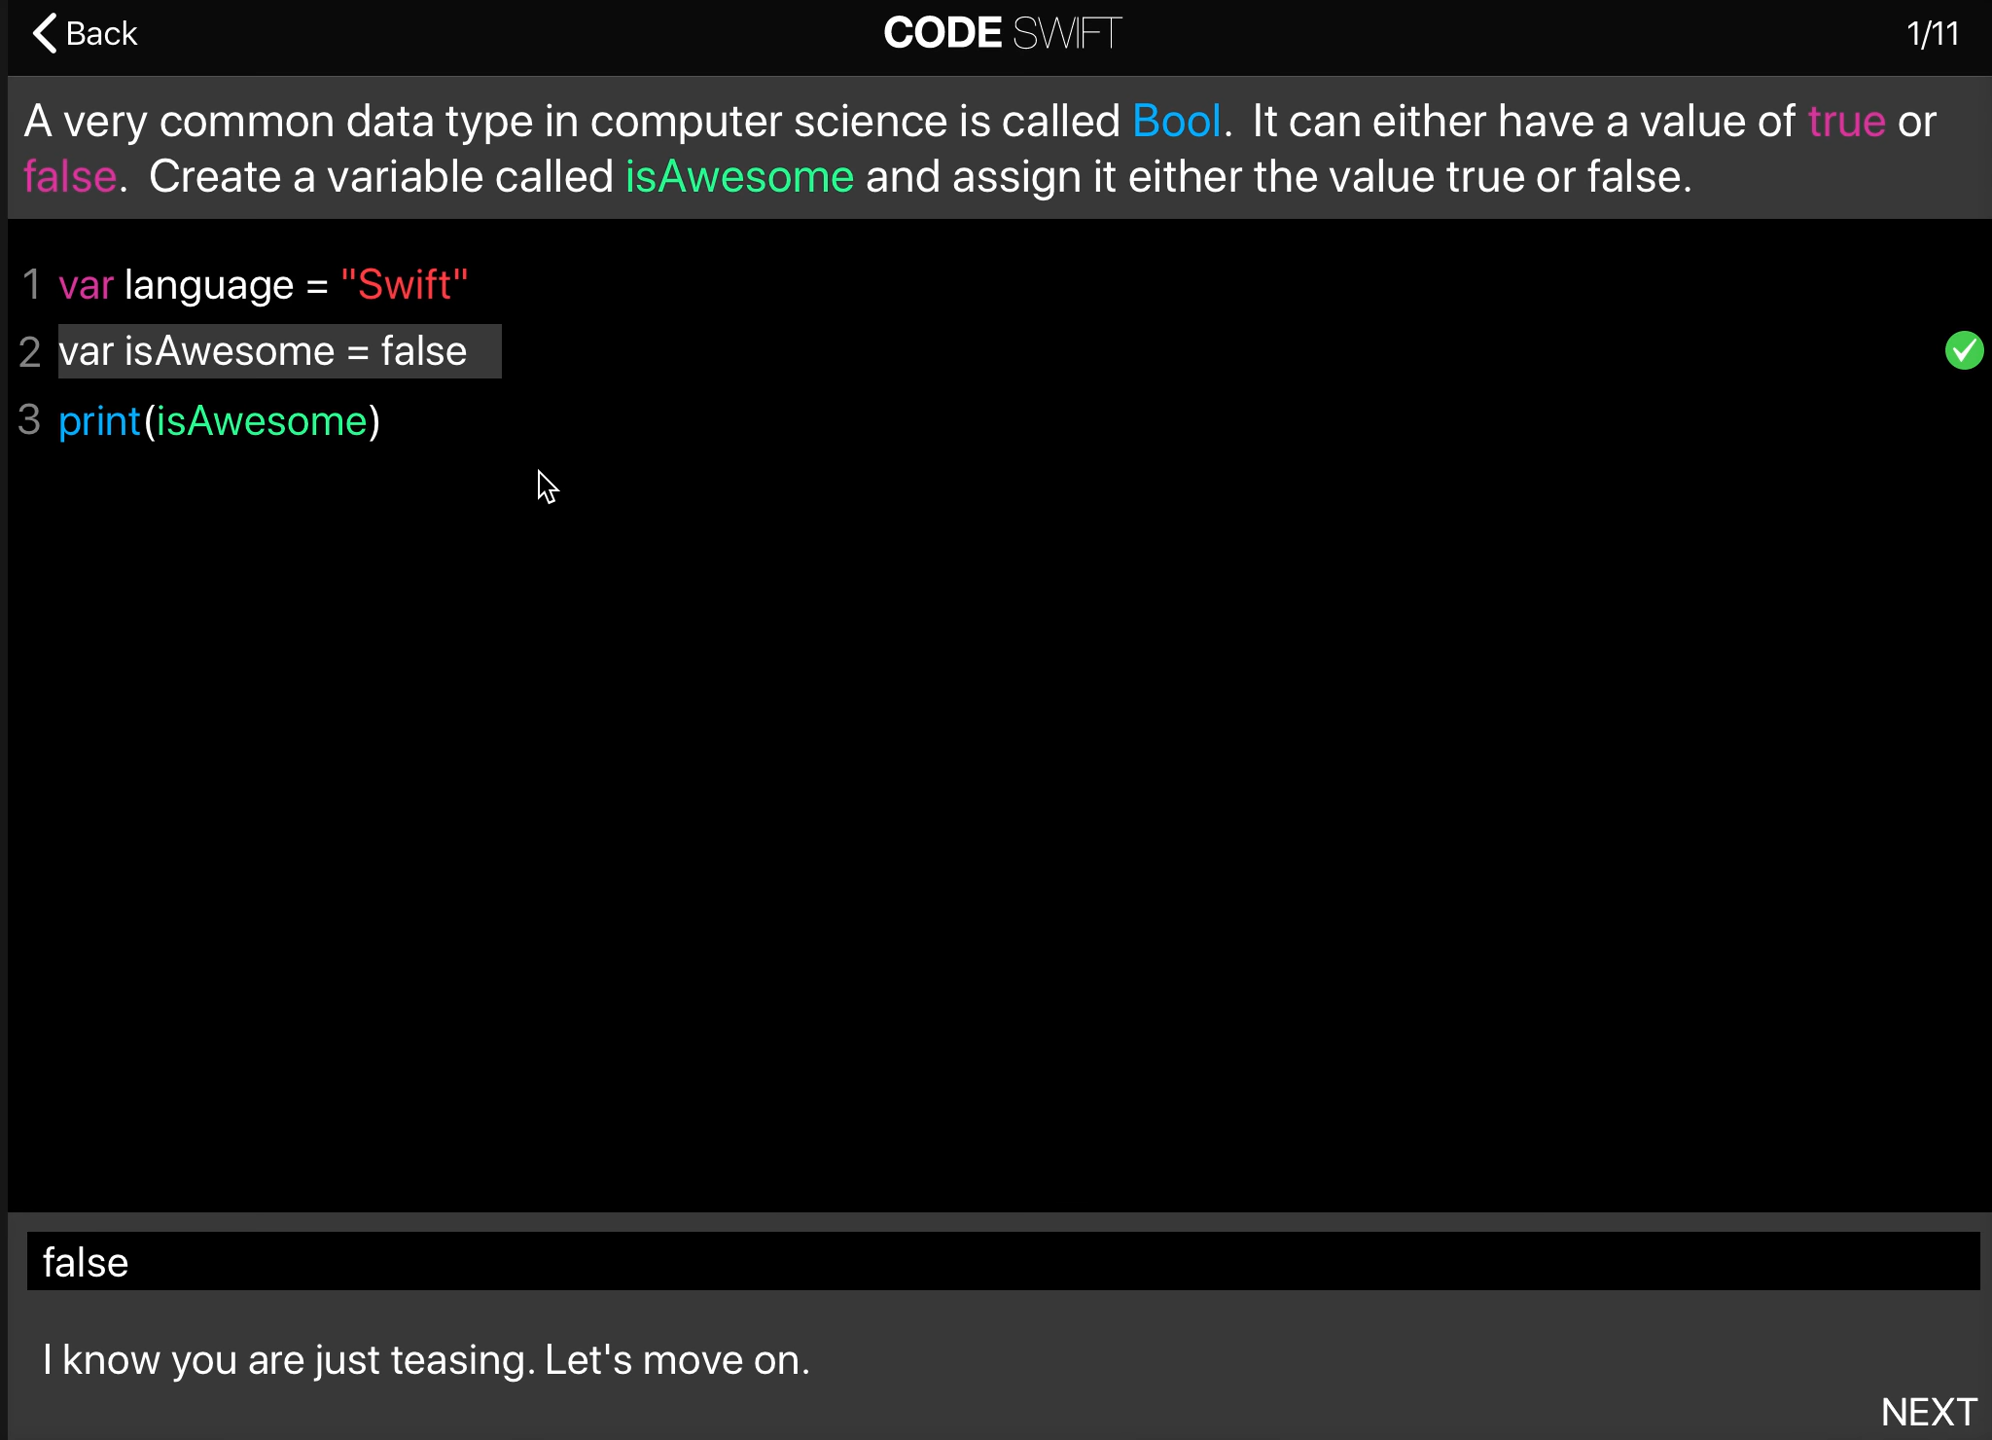 Back
CODE SWIFT
1/11
A very common data type in computer science is called Bool.  It can either have a value of true or
false.  Create a variable called isAwesome and assign it either the value true or false.
1 var language = "Swift"
2 var isAwesome = false
3 print(isAwesome)
false
I know you are just teasing. Let's move on.
NEXT